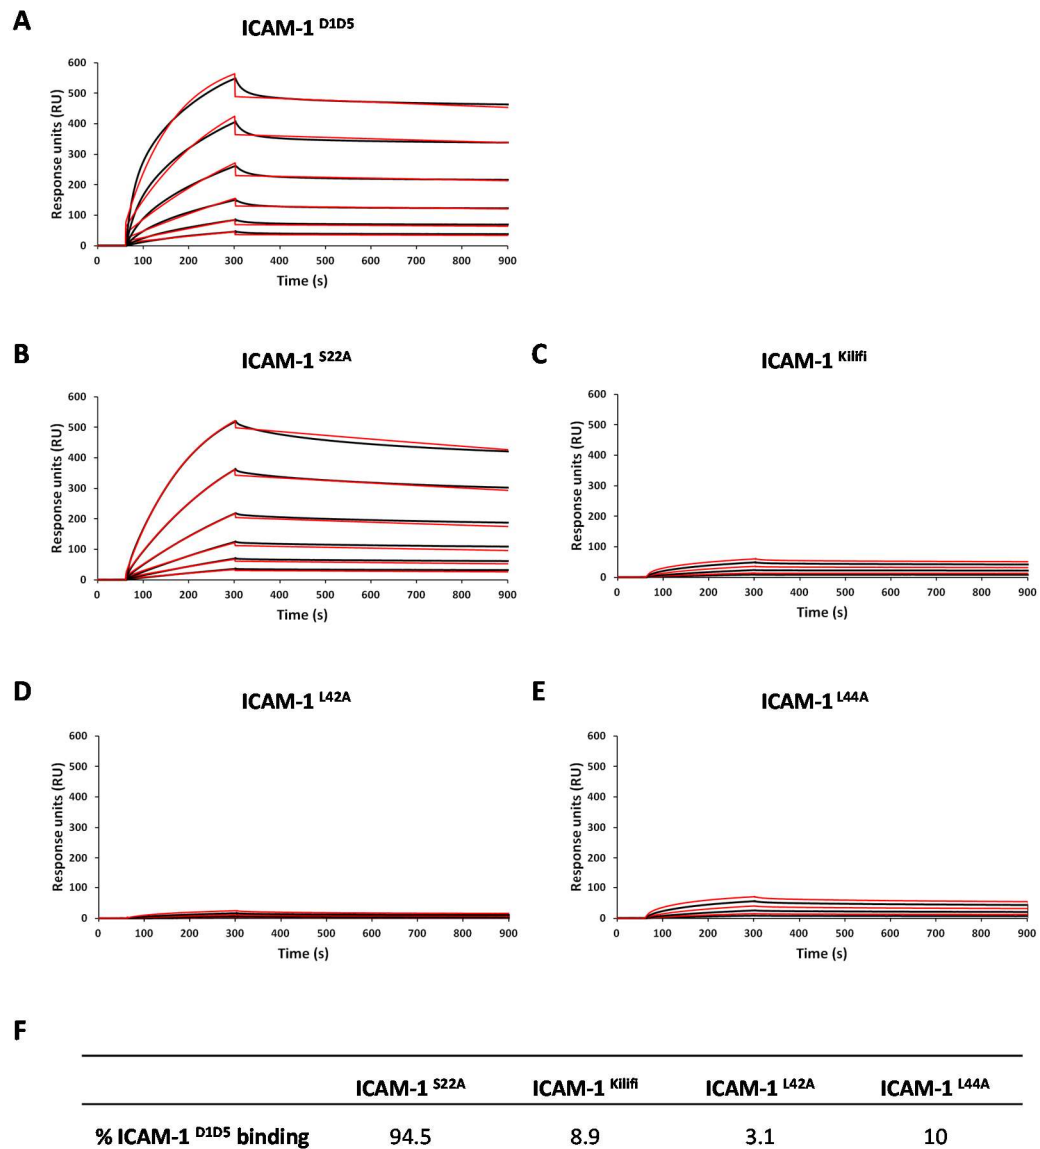 A
ICAM-1 D1D5
600
500
400
300
200
100
0
Response units (RU)
0 100 200 300 400 500 600 700 800 900
Time (s)
B
ICAM-1 S22A
600
500
400
300
200
100
0
Response units (RU)
0 100 200 300 400 500 600 700 800 900
Time (s)
C
ICAM-1 Kilifi
600
500
400
300
200
100
0
Response units (RU)
0 100 200 300 400 500 600 700 800 900
Time (s)
D
ICAM-1 L42A
600
500
400
300
200
100
0
Response units (RU)
0 100 200 300 400 500 600 700 800 900
Time (s)
E
ICAM-1 L44A
600
500
400
300
200
100
0
Response units (RU)
0 100 200 300 400 500 600 700 800 900
Time (s)
F
ICAM-1 S22A ICAM-1 Kilifi ICAM-1 L42A ICAM-1 L44A
% ICAM-1 D1D5 binding 94.5 8.9 3.1 10